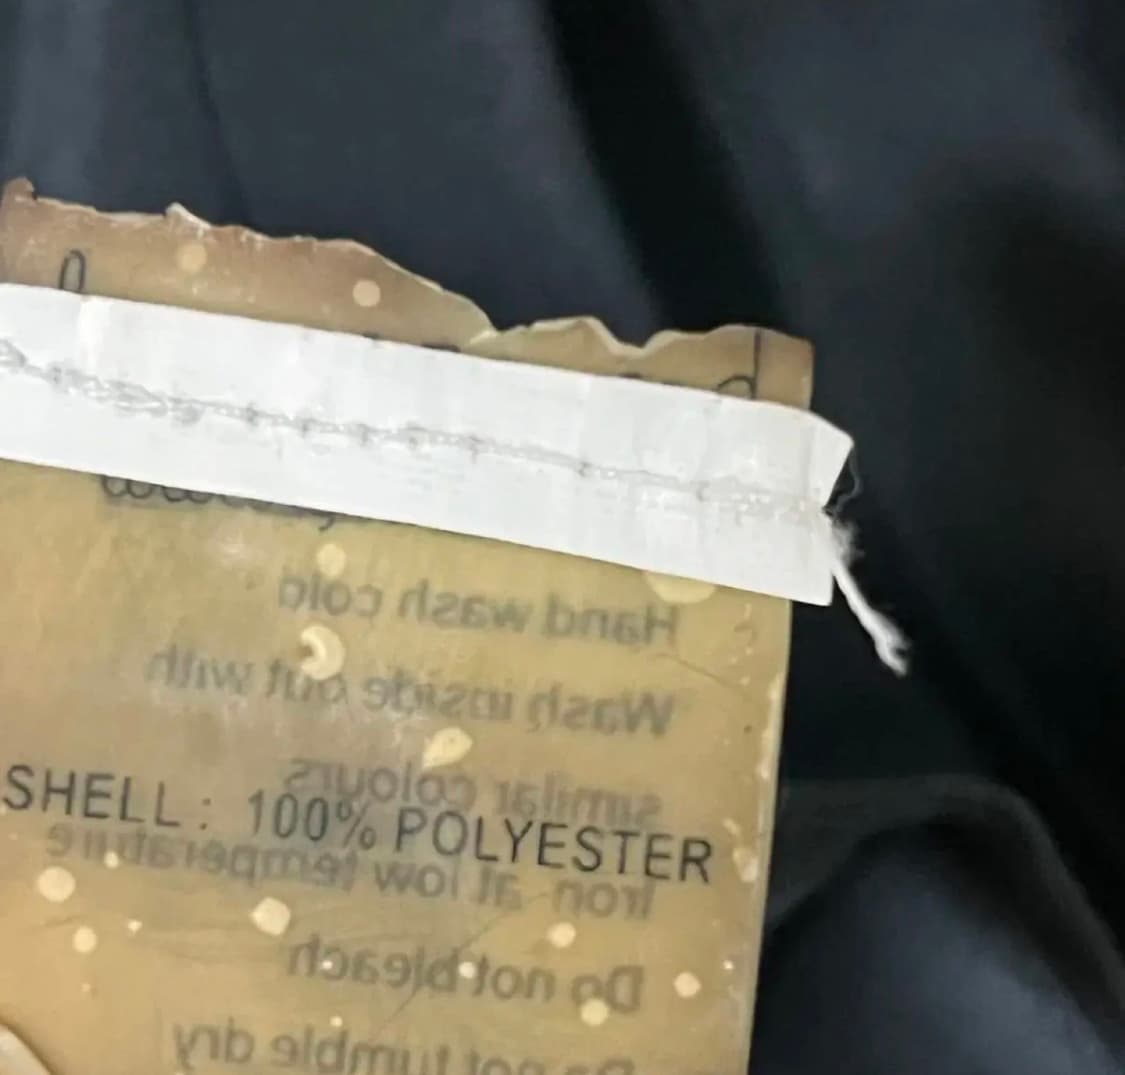 Hand wash cold
Wash inside out with
similar colours
SHELL: 100% POLYESTER
Iron at low temperature
Do not bleach
Do not tumble dry